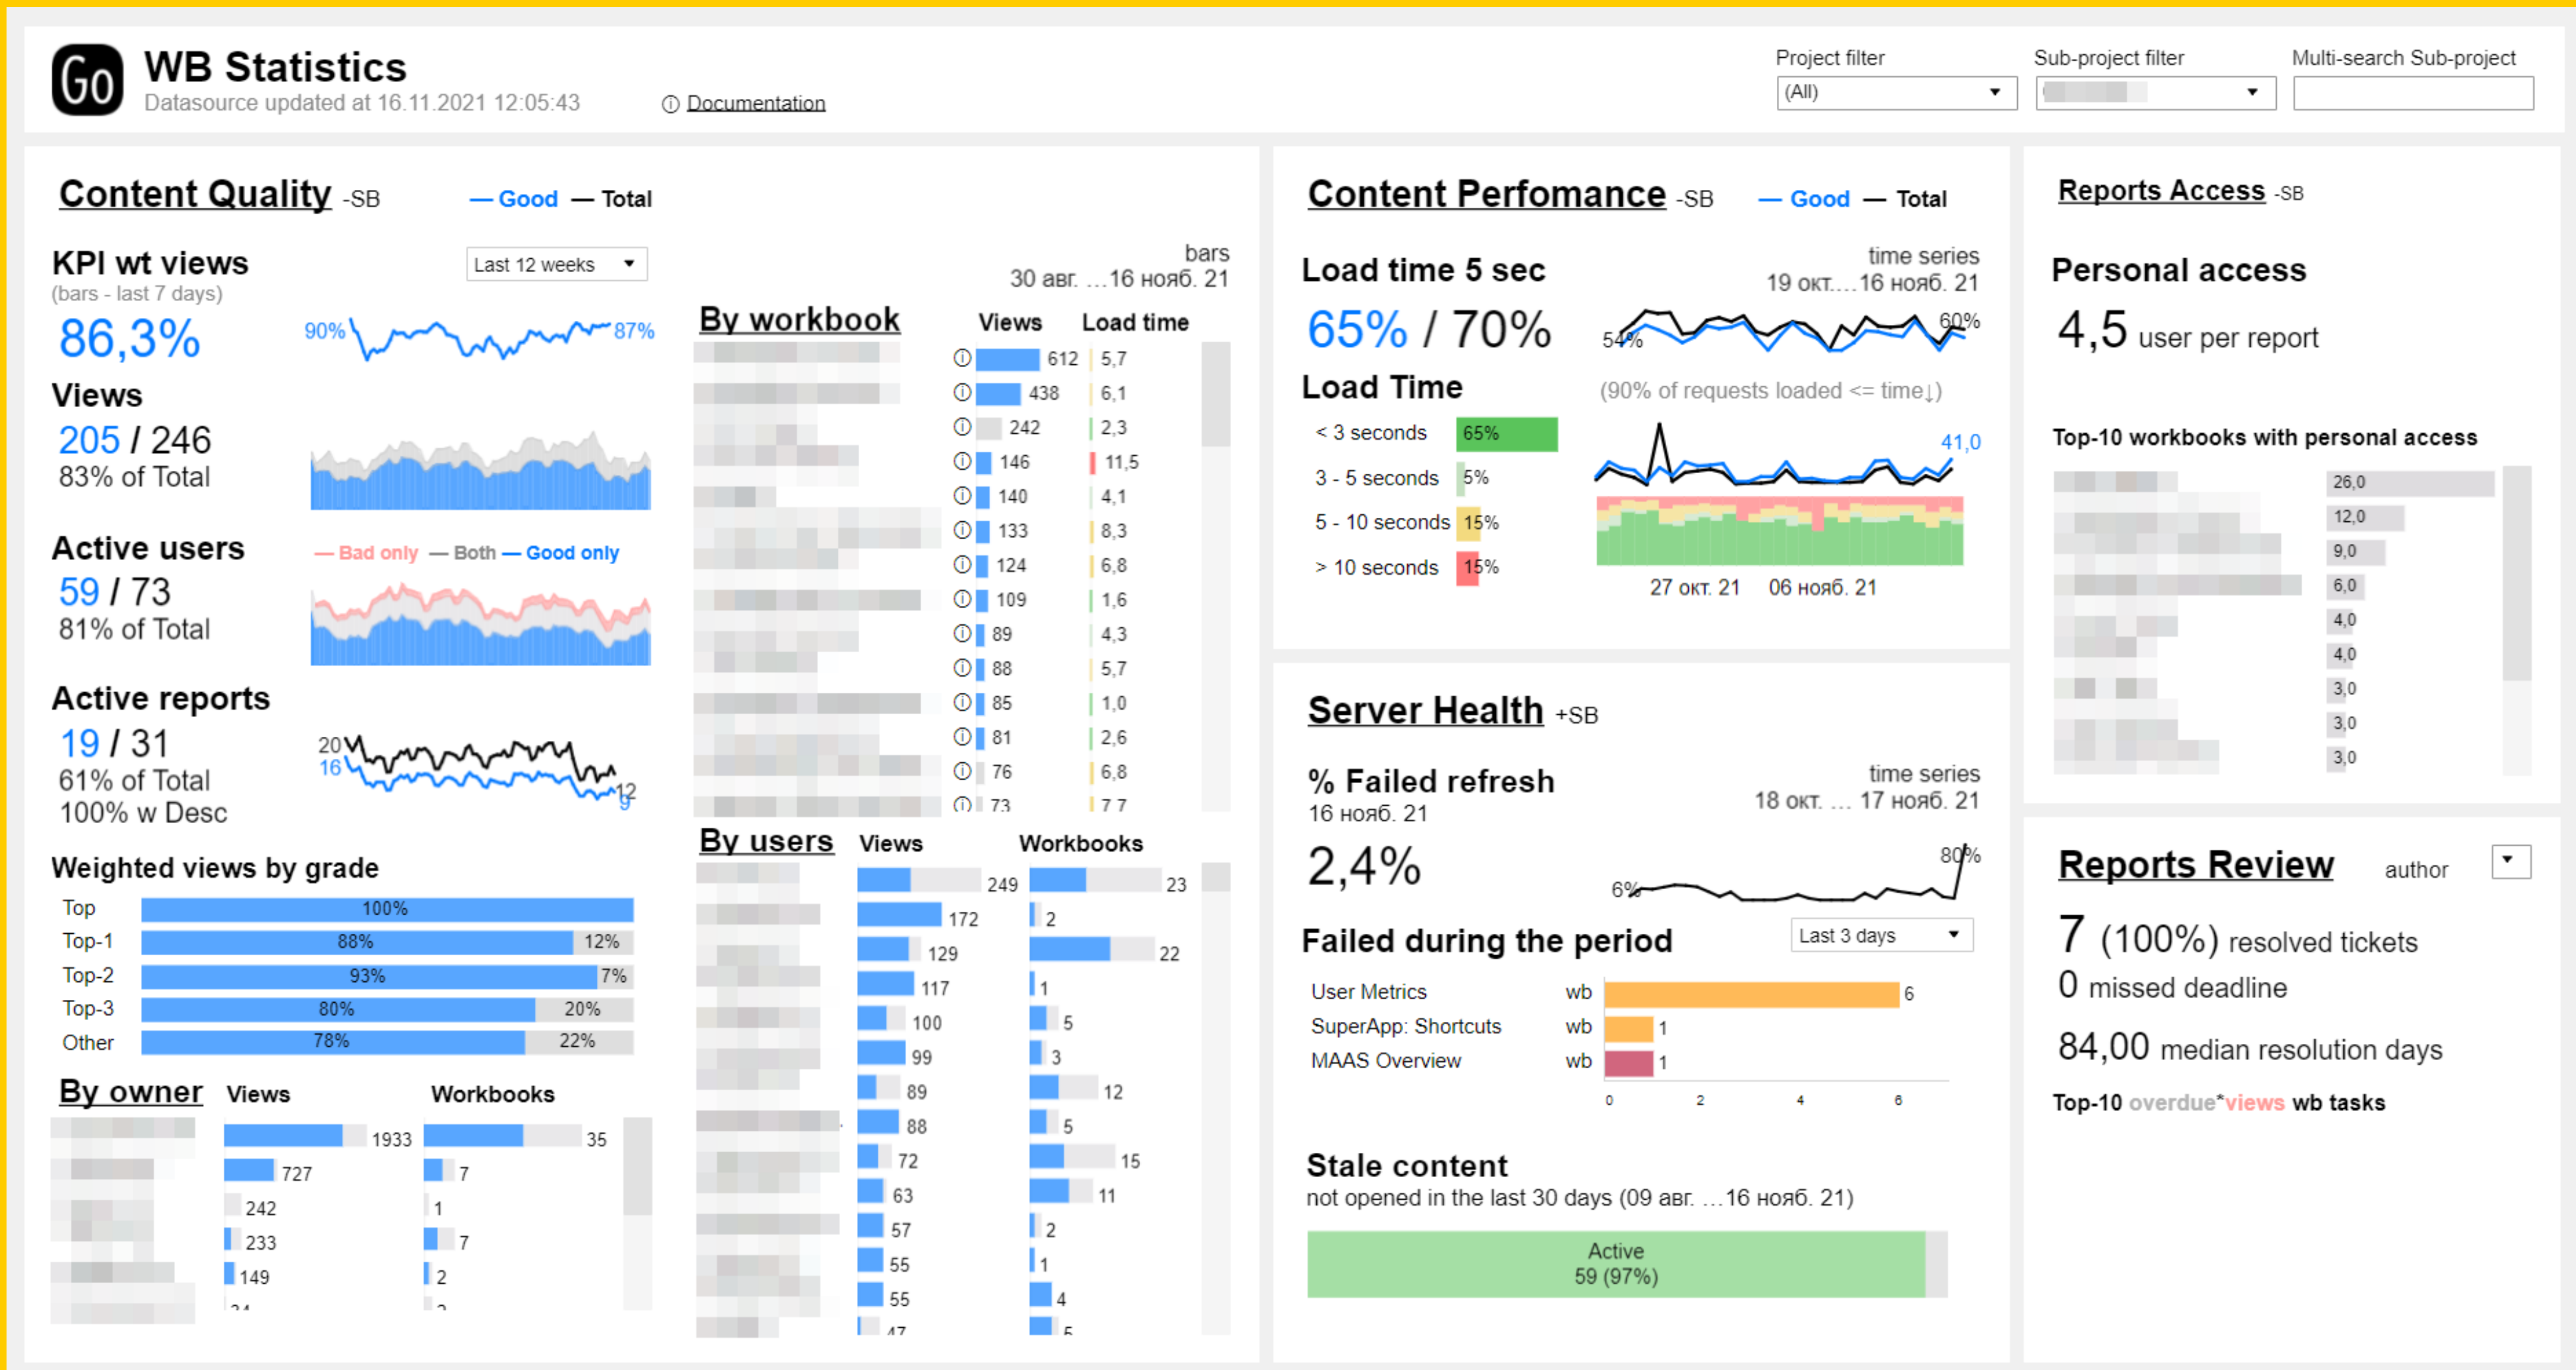 Go
WB Statistics
Datasource updated at 16.11.2021 12:05:43
ⓘ Documentation
Project filter
(All)
Sub-project filter
Multi-search Sub-project
Content Quality -SB
— Good — Total
KPI wt views
(bars - last 7 days)
Last 12 weeks
86,3%
90%
87%
Views
205 / 246
83% of Total
Active users
— Bad only — Both — Good only
59 / 73
81% of Total
Active reports
19 / 31
61% of Total
100% w Desc
20
16
12
9
Weighted views by grade
Top 100%
Top-1 88% 12%
Top-2 93% 7%
Top-3 80% 20%
Other 78% 22%
By owner Views Workbooks
1933 35
727 7
242 1
233 7
149 2
bars
30 авг. ...16 нояб. 21
By workbook Views Load time
ⓘ 612 5,7
ⓘ 438 6,1
ⓘ 242 2,3
ⓘ 146 11,5
ⓘ 140 4,1
ⓘ 133 8,3
ⓘ 124 6,8
ⓘ 109 1,6
ⓘ 89 4,3
ⓘ 88 5,7
ⓘ 85 1,0
ⓘ 81 2,6
ⓘ 76 6,8
ⓘ 73 7,7
By users Views Workbooks
249 23
172 2
129 22
117 1
100 5
99 3
89 12
88 5
72 15
63 11
57 2
55 1
55 4
47 5
Content Perfomance -SB
— Good — Total
Load time 5 sec
time series
19 окт....16 нояб. 21
65% / 70%
54%
60%
Load Time
(90% of requests loaded <= time↓)
< 3 seconds 65%
3 - 5 seconds 5%
5 - 10 seconds 15%
> 10 seconds 15%
41,0
27 окт. 21 06 нояб. 21
Server Health +SB
% Failed refresh
16 нояб. 21
time series
18 окт. ... 17 нояб. 21
2,4%
6%
80%
Failed during the period
Last 3 days
User Metrics wb 6
SuperApp: Shortcuts wb 1
MAAS Overview wb 1
0 2 4 6
Stale content
not opened in the last 30 days (09 авг. ...16 нояб. 21)
Active
59 (97%)
Reports Access -SB
Personal access
4,5 user per report
Top-10 workbooks with personal access
26,0
12,0
9,0
6,0
4,0
4,0
3,0
3,0
3,0
Reports Review
author
7 (100%) resolved tickets
0 missed deadline
84,00 median resolution days
Top-10 overdue*views wb tasks